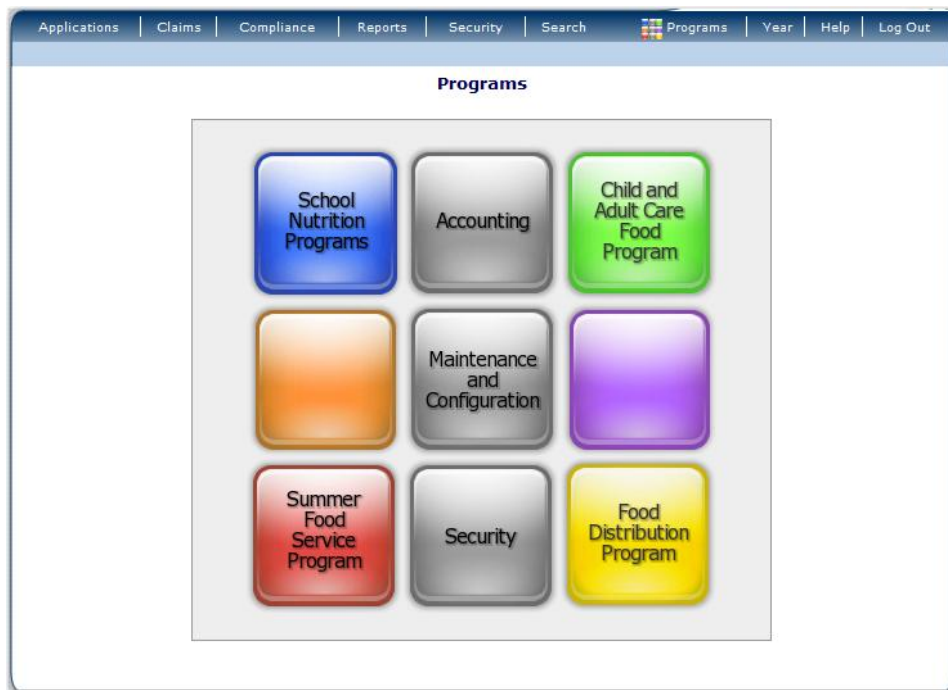 Applications Claims Compliance Reports Security Search Programs Year Help Log Out
Programs
School
Nutrition
Programs
Accounting
Child and
Adult Care
Food
Program
Maintenance
and
Configuration
Summer
Food
Service
Program
Security
Food
Distribution
Program